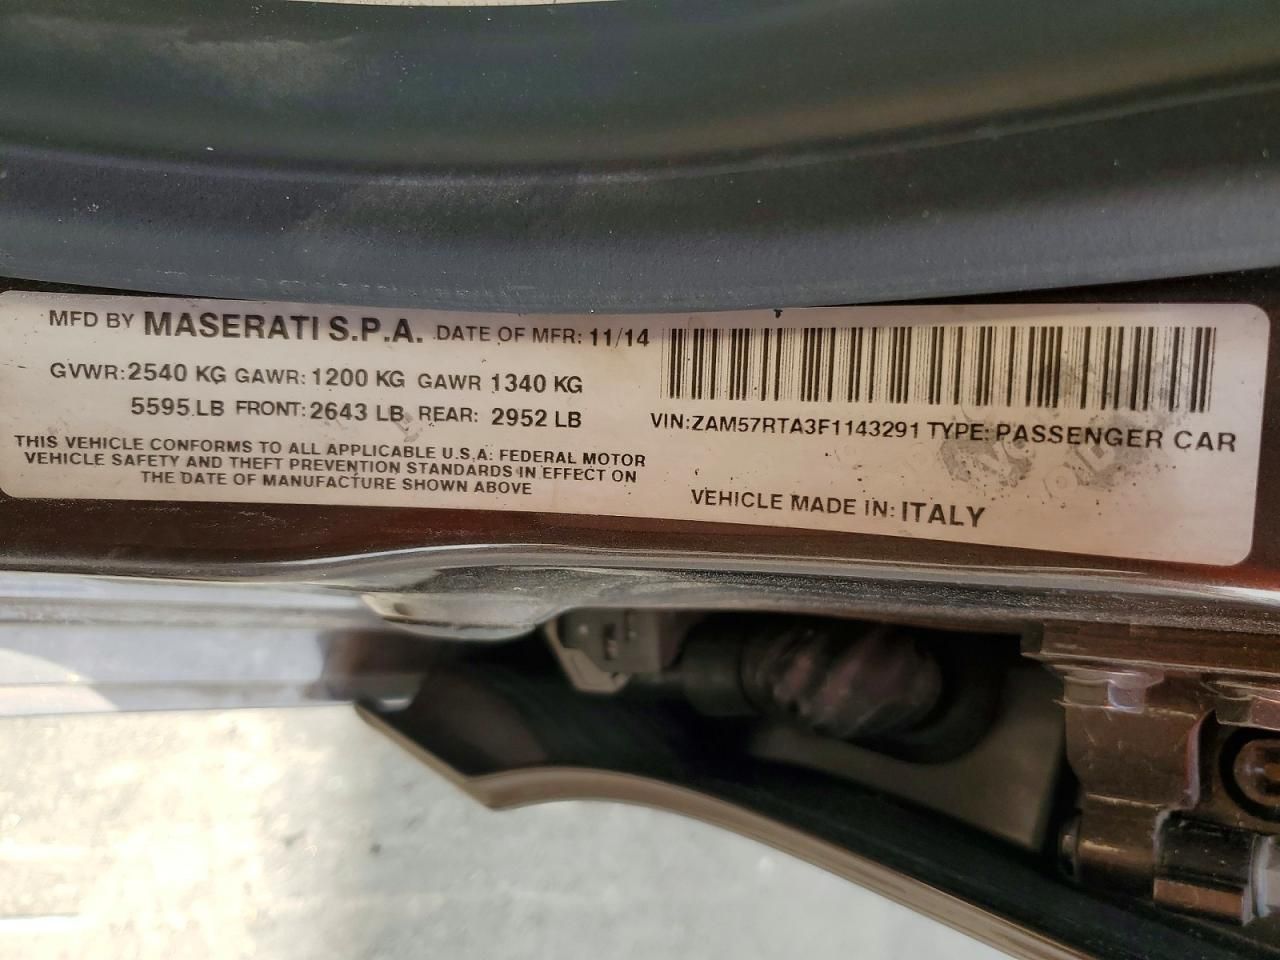 MFD BY MASERATI S.P.A. DATE OF MFR: 11/14
GVWR: 2540 KG GAWR: 1200 KG GAWR 1340 KG
5595 LB FRONT: 2643 LB REAR: 2952 LB
THIS VEHICLE CONFORMS TO ALL APPLICABLE U.S.A. FEDERAL MOTOR
VEHICLE SAFETY AND THEFT PREVENTION STANDARDS IN EFFECT ON
THE DATE OF MANUFACTURE SHOWN ABOVE
VIN:ZAM57RTA3F1143291 TYPE: PASSENGER CAR
VEHICLE MADE IN: ITALY